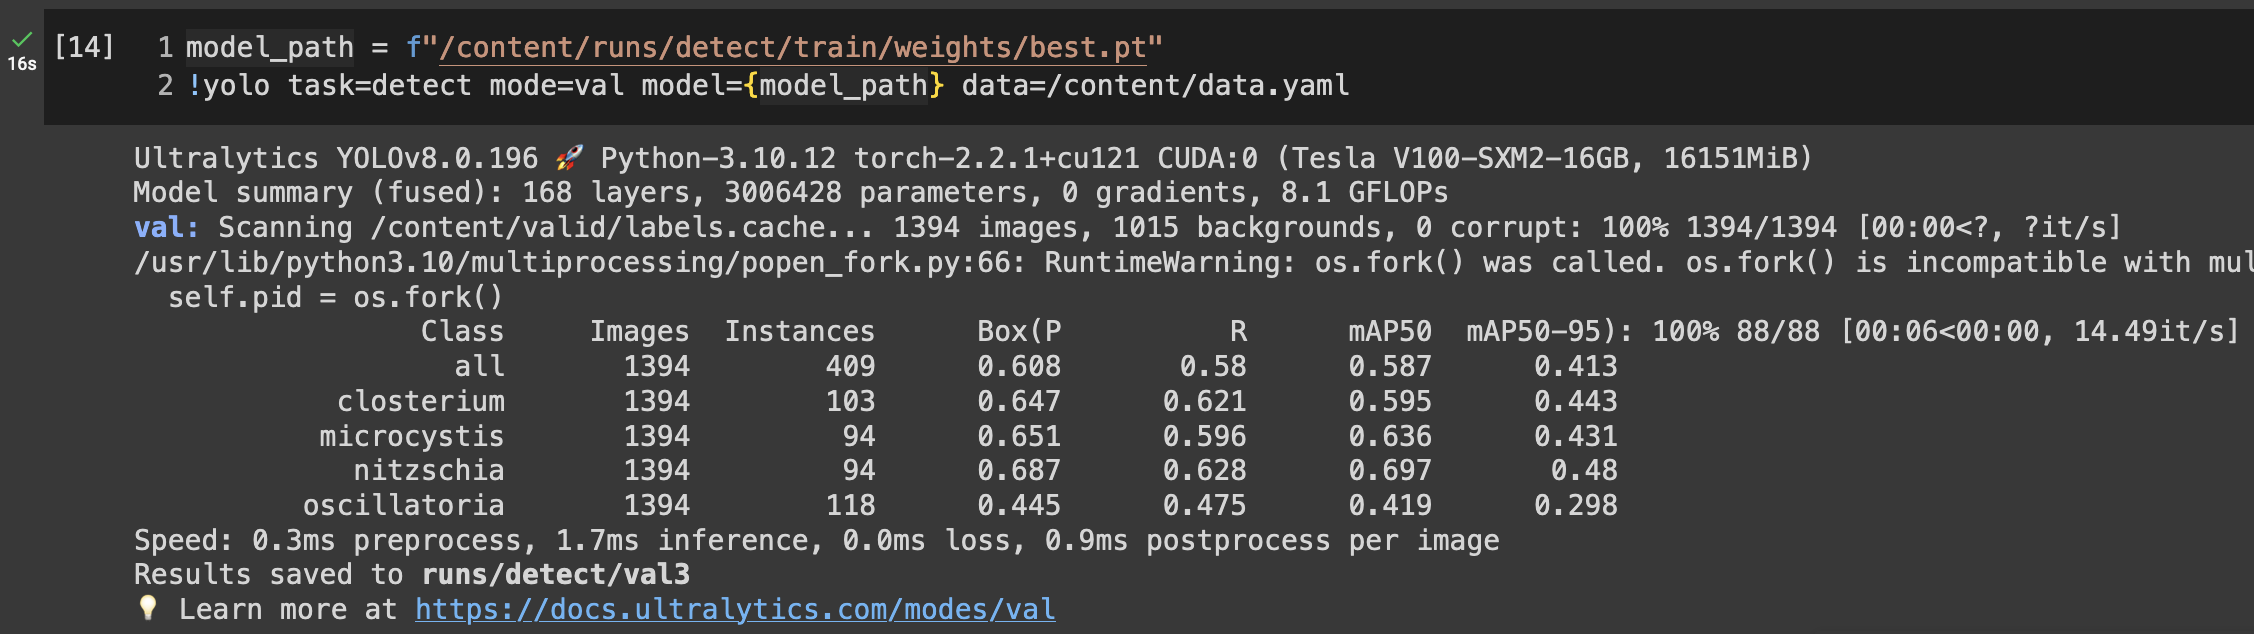 16s [14] 1 model_path = f"/content/runs/detect/train/weights/best.pt"
2 !yolo task=detect mode=val model={model_path} data=/content/data.yaml
Ultralytics YOLOv8.0.196 🚀 Python-3.10.12 torch-2.2.1+cu121 CUDA:0 (Tesla V100-SXM2-16GB, 16151MiB)
Model summary (fused): 168 layers, 3006428 parameters, 0 gradients, 8.1 GFLOPs
val: Scanning /content/valid/labels.cache... 1394 images, 1015 backgrounds, 0 corrupt: 100% 1394/1394 [00:00<?, ?it/s]
/usr/lib/python3.10/multiprocessing/popen_fork.py:66: RuntimeWarning: os.fork() was called. os.fork() is incompatible with mul
self.pid = os.fork()
Class Images Instances Box(P R mAP50 mAP50-95): 100% 88/88 [00:06<00:00, 14.49it/s]
all 1394 409 0.608 0.58 0.587 0.413
closterium 1394 103 0.647 0.621 0.595 0.443
microcystis 1394 94 0.651 0.596 0.636 0.431
nitzschia 1394 94 0.687 0.628 0.697 0.48
oscillatoria 1394 118 0.445 0.475 0.419 0.298
Speed: 0.3ms preprocess, 1.7ms inference, 0.0ms loss, 0.9ms postprocess per image
Results saved to runs/detect/val3
💡 Learn more at https://docs.ultralytics.com/modes/val